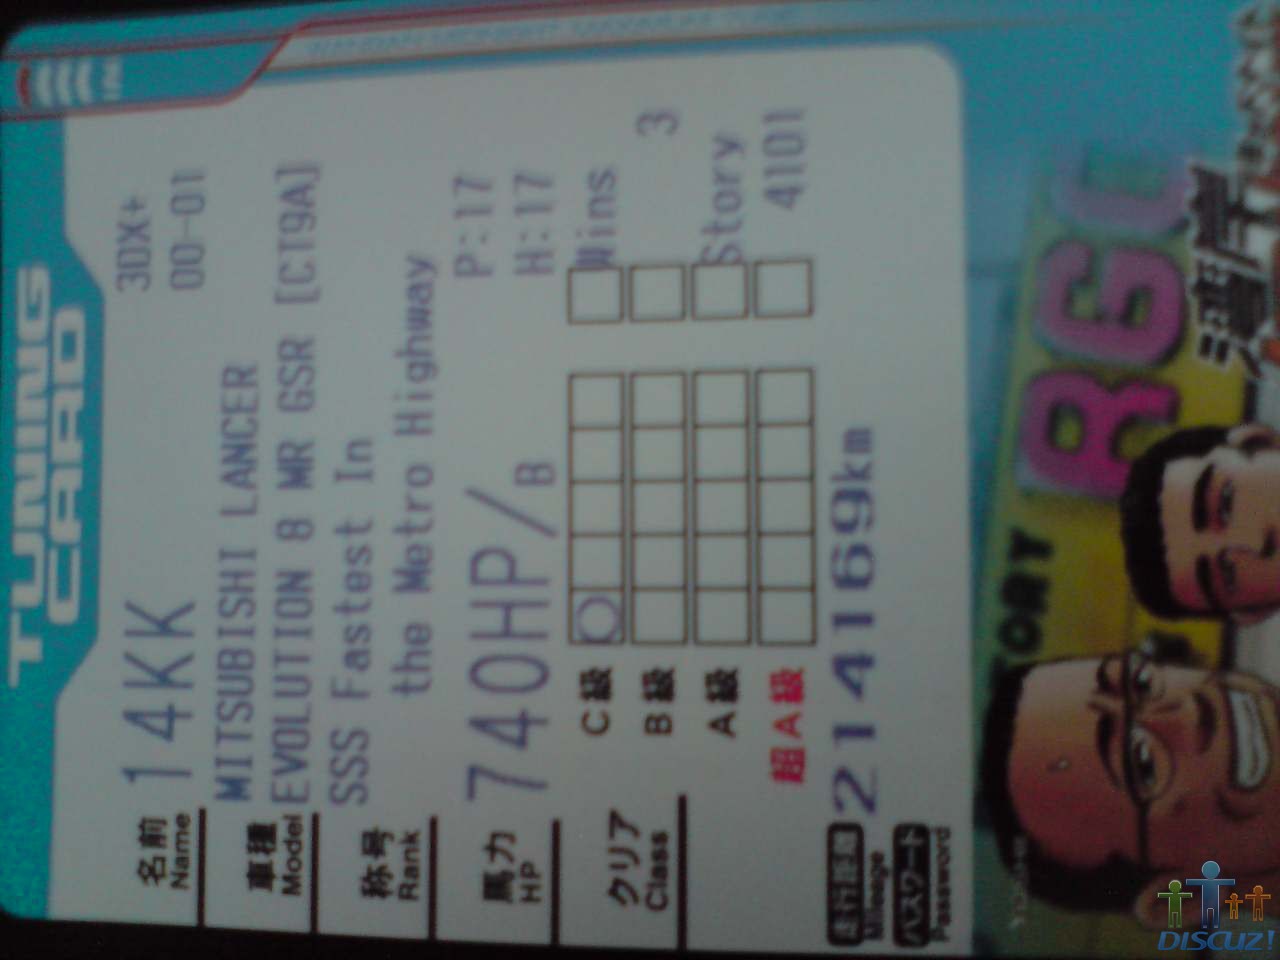 TUNING
CARD
名前
Name
14KK
3DX+
00-01
車種
Model
MITSUBISHI LANCER
EVOLUTION 8 MR GSR [CT9A]
称号
Rank
SSS Fastest In
the Metro Highway
馬力
HP
740HP/B
P:17
H:17
クリア
Class
C級
B級
A級
超A級
Wins
3
Story
4101
走行距離
Mileage
214169km
パスワード
Password
TORY
湾岸
DISCUZ!